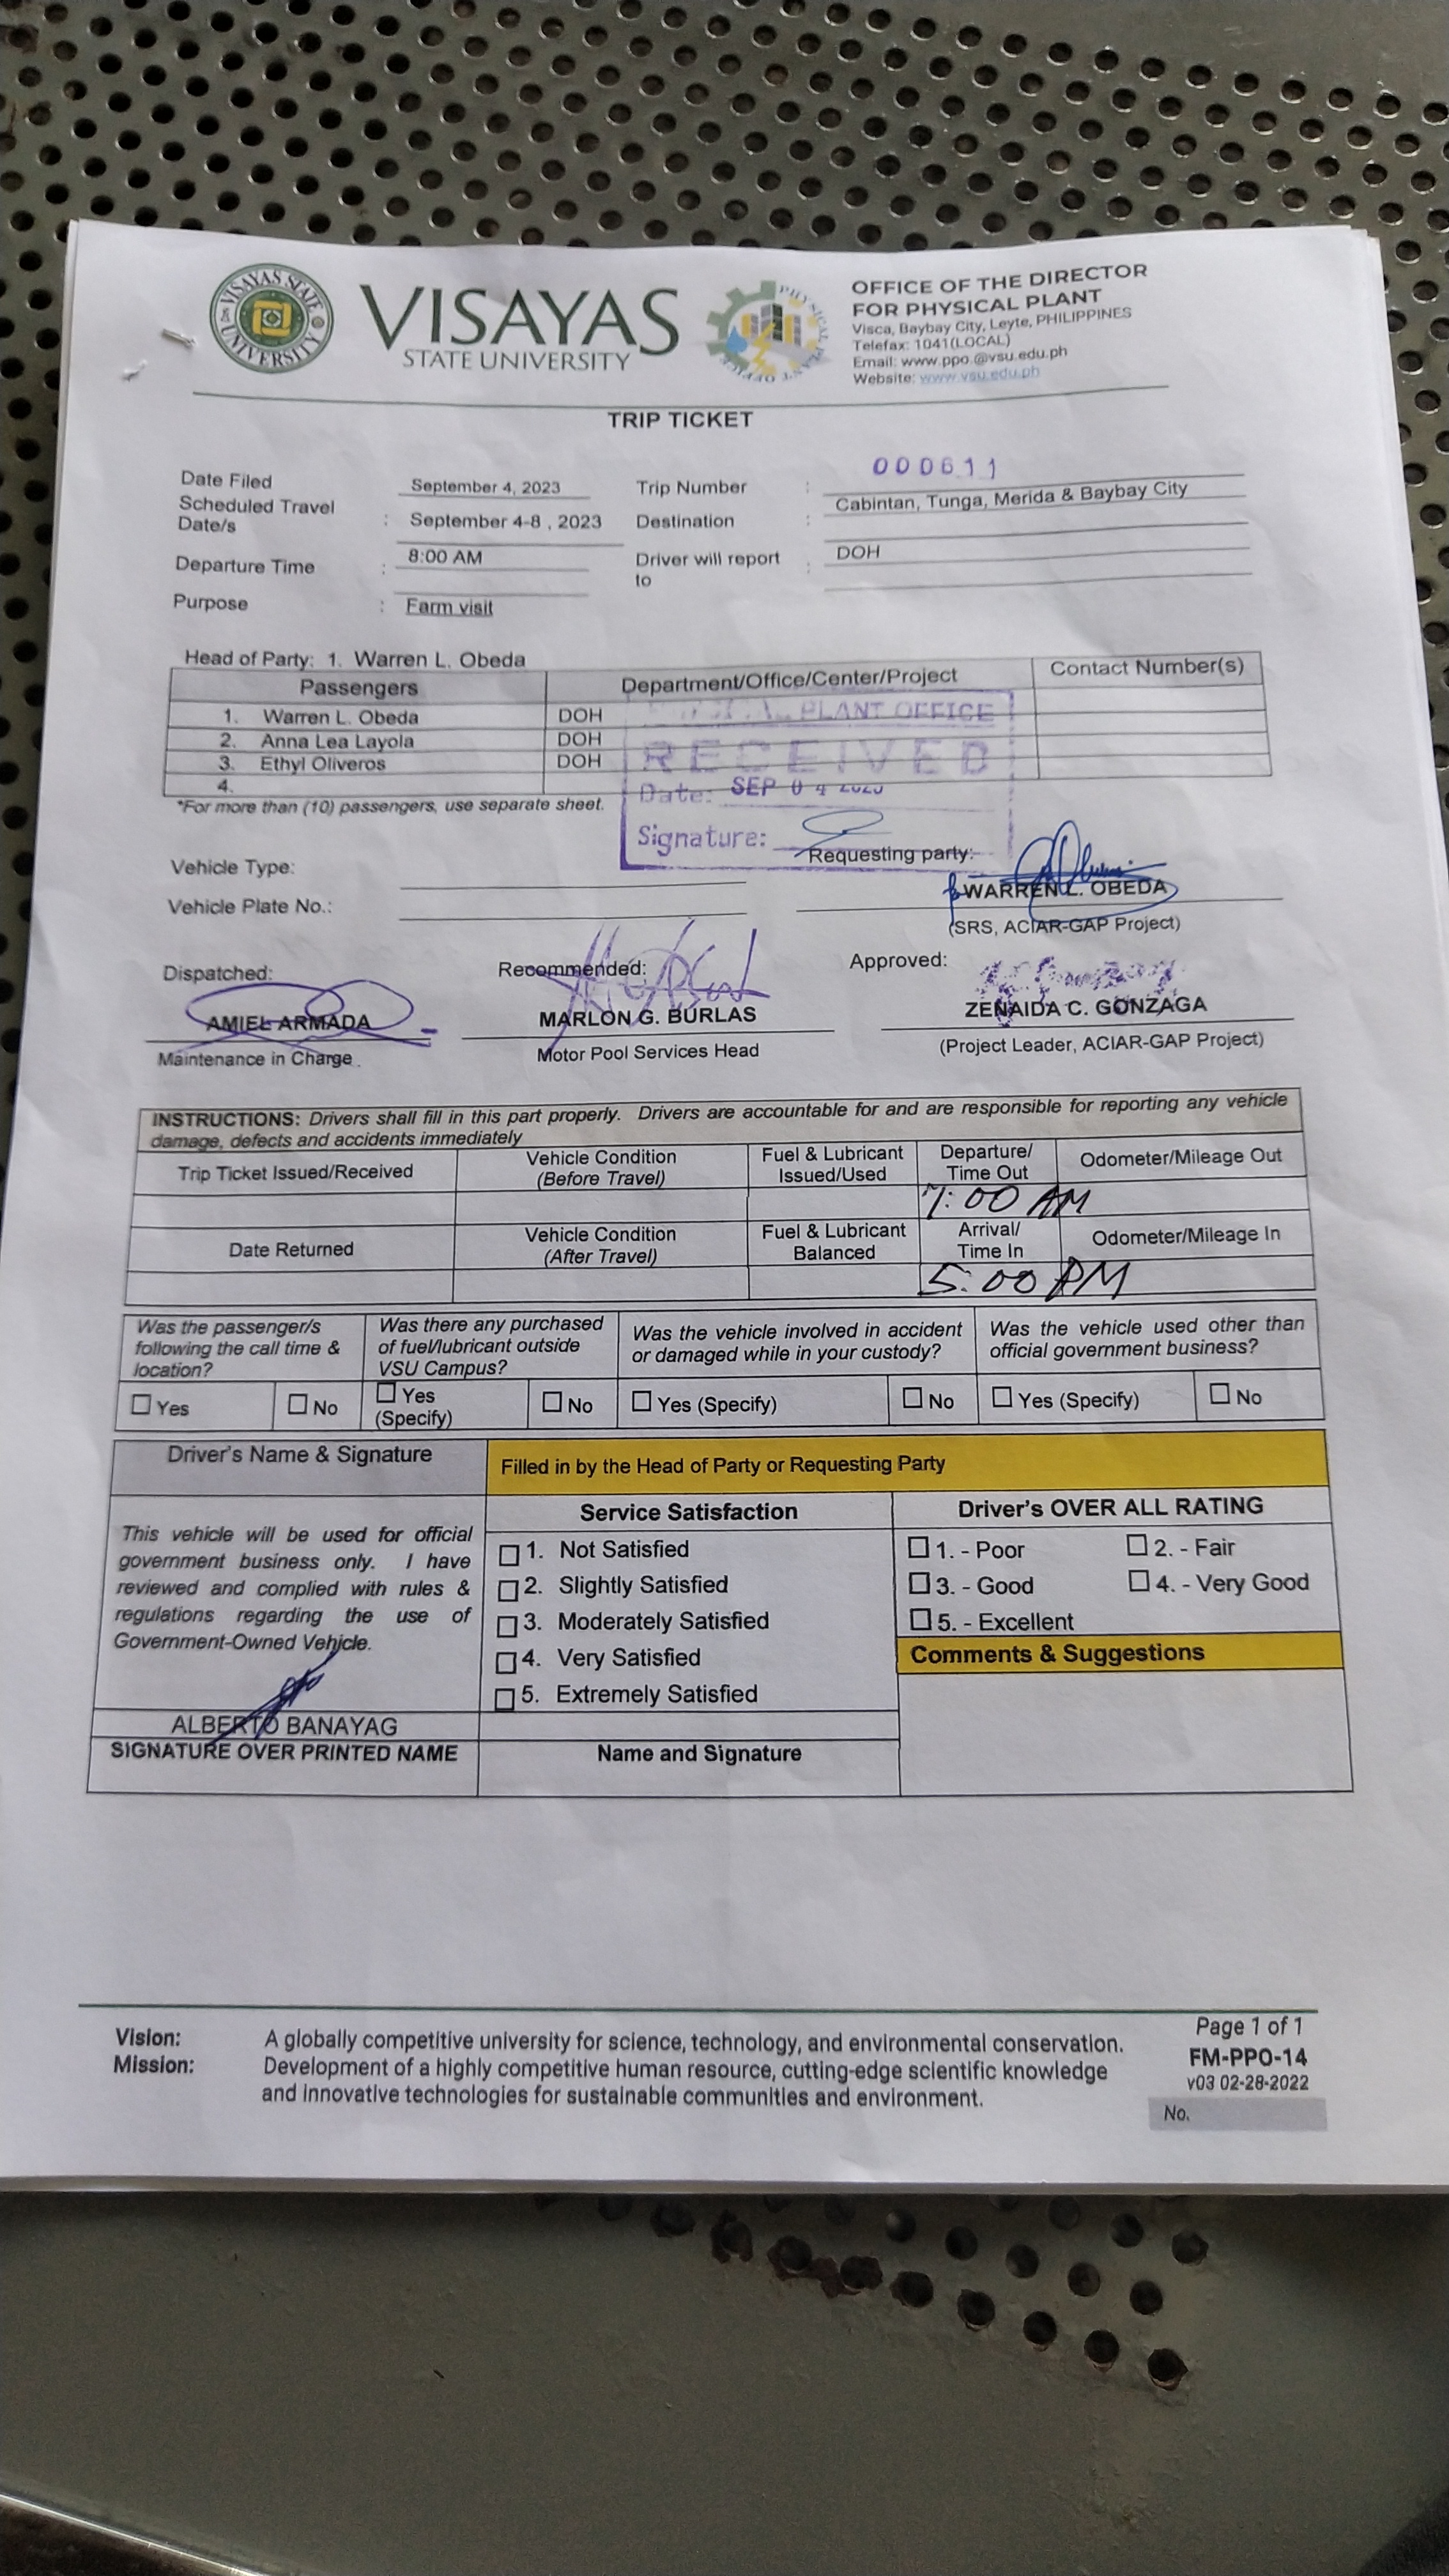 VISAYAS STATE UNIVERSITY
VISAYAS
STATE UNIVERSITY
PHYSICAL PLANT OFFICE
OFFICE OF THE DIRECTOR
FOR PHYSICAL PLANT
Visca, Baybay City, Leyte, PHILIPPINES
Telefax: 1041(LOCAL)
Email: www.ppo.@vsu.edu.ph
Website: www.vsu.edu.ph
TRIP TICKET
Date Filed September 4, 2023 Trip Number : 000611
Scheduled Travel Date/s : September 4-8 , 2023 Destination : Cabintan, Tunga, Merida & Baybay City
Departure Time : 8:00 AM Driver will report to : DOH
Purpose : Farm visit
Head of Party: 1. Warren L. Obeda
Passengers Department/Office/Center/Project Contact Number(s)
1. Warren L. Obeda DOH
2. Anna Lea Layola DOH
3. Ethyl Oliveros DOH
4.
*For more than (10) passengers, use separate sheet.
PLANT OFFICE
RECEIVED
Date: SEP 04 2023
Signature:
Vehicle Type: Requesting party:
Vehicle Plate No.: WARREN L. OBEDA
(SRS, ACIAR-GAP Project)
Dispatched: Recommended: Approved:
AMIEL ARMADA MARLON G. BURLAS ZENAIDA C. GONZAGA
Maintenance in Charge Motor Pool Services Head (Project Leader, ACIAR-GAP Project)
INSTRUCTIONS: Drivers shall fill in this part properly. Drivers are accountable for and are responsible for reporting any vehicle
damage, defects and accidents immediately
Trip Ticket Issued/Received Vehicle Condition (Before Travel) Fuel & Lubricant Issued/Used Departure/ Time Out Odometer/Mileage Out
7:00 AM
Date Returned Vehicle Condition (After Travel) Fuel & Lubricant Balanced Arrival/ Time In Odometer/Mileage In
5:00 PM
Was the passenger/s following the call time & location? Was there any purchased of fuel/lubricant outside VSU Campus? Was the vehicle involved in accident or damaged while in your custody? Was the vehicle used other than official government business?
☐ Yes ☐ No ☐ Yes (Specify) ☐ No ☐ Yes (Specify) ☐ No ☐ Yes (Specify) ☐ No
Driver's Name & Signature Filled in by the Head of Party or Requesting Party
This vehicle will be used for official
government business only. I have
reviewed and complied with rules &
regulations regarding the use of
Government-Owned Vehicle.
ALBERTO BANAYAG
SIGNATURE OVER PRINTED NAME
Service Satisfaction
☐ 1. Not Satisfied
☐ 2. Slightly Satisfied
☐ 3. Moderately Satisfied
☐ 4. Very Satisfied
☐ 5. Extremely Satisfied
Name and Signature
Driver's OVER ALL RATING
☐ 1. - Poor ☐ 2. - Fair
☐ 3. - Good ☐ 4. - Very Good
☐ 5. - Excellent
Comments & Suggestions
Vision: A globally competitive university for science, technology, and environmental conservation.
Mission: Development of a highly competitive human resource, cutting-edge scientific knowledge
and innovative technologies for sustainable communities and environment.
Page 1 of 1
FM-PPO-14
v03 02-28-2022
No.